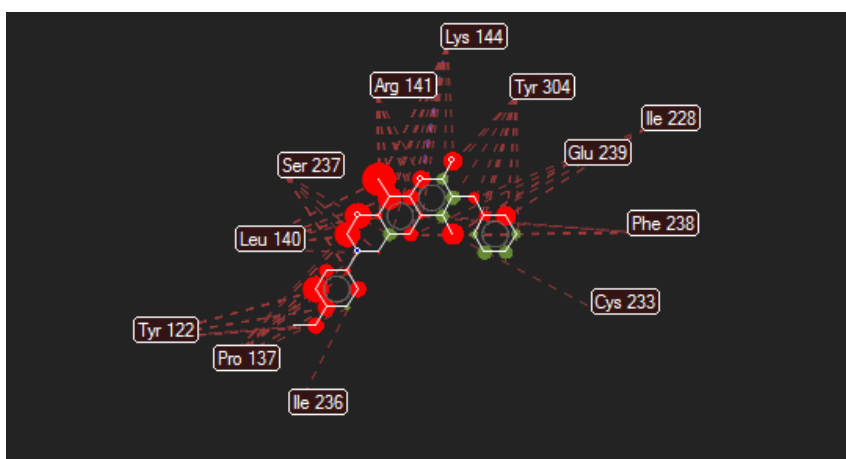 Lys 144
Arg 141
Tyr 304
Ile 228
Glu 239
Ser 237
Phe 238
Leu 140
Cys 233
Tyr 122
Pro 137
Ile 236